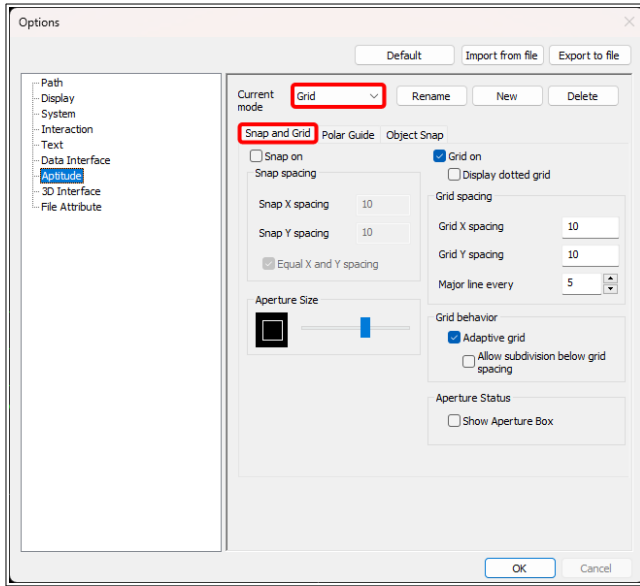 Options
Default
Import from file
Export to file
Path
Display
System
Interaction
Text
Data Interface
Aptitude
3D Interface
File Attribute
Current mode
Grid
Rename
New
Delete
Snap and Grid
Polar Guide
Object Snap
Snap on
Snap spacing
Snap X spacing
10
Snap Y spacing
10
Equal X and Y spacing
Aperture Size
Grid on
Display dotted grid
Grid spacing
Grid X spacing
10
Grid Y spacing
10
Major line every
5
Grid behavior
Adaptive grid
Allow subdivision below grid
spacing
Aperture Status
Show Aperture Box
OK
Cancel